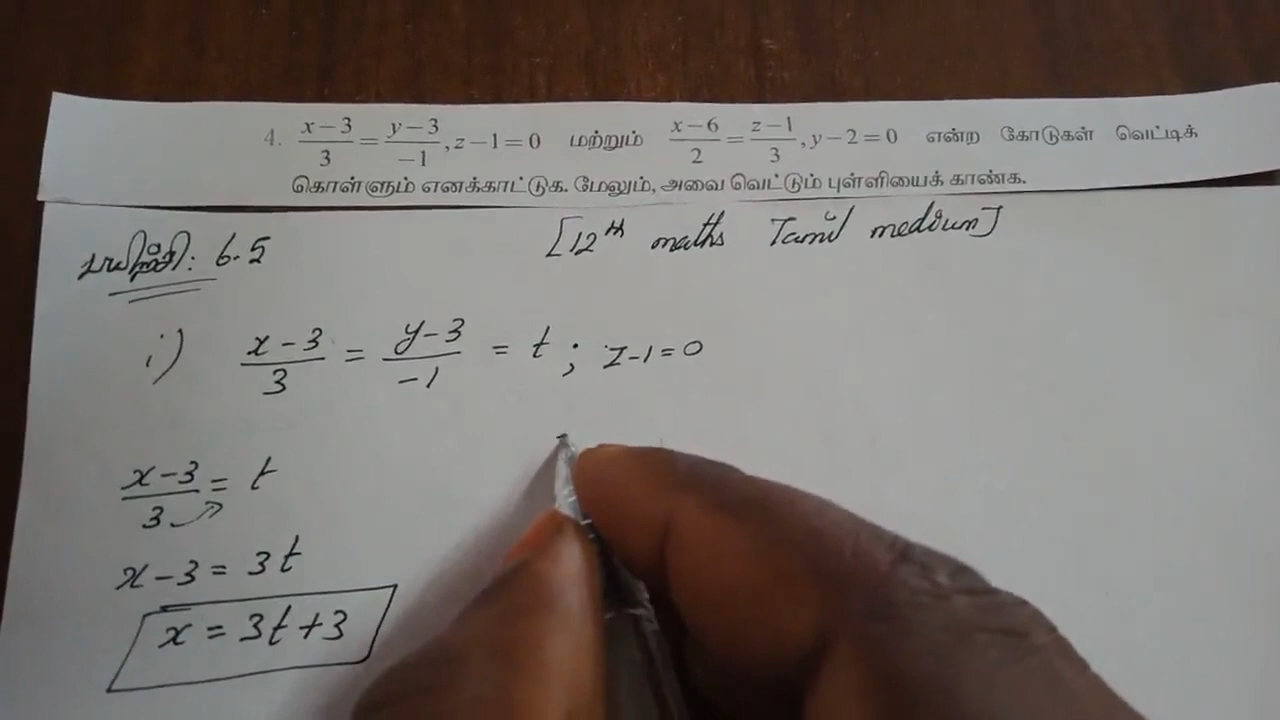 4. x-3/3 = y-3/-1, z-1=0 மற்றும் x-6/2 = z-1/3, y-2=0 என்ற கோடுகள் வெட்டிக்
கொள்ளும் எனக்காட்டுக. மேலும், அவை வெட்டும் புள்ளியைக் காண்க.
[12th maths Tamil medium]
பயிற்சி: 6.5
i) x-3/3 = y-3/-1 = t ; z-1=0
x-3/3 = t
x-3 = 3t
x = 3t+3